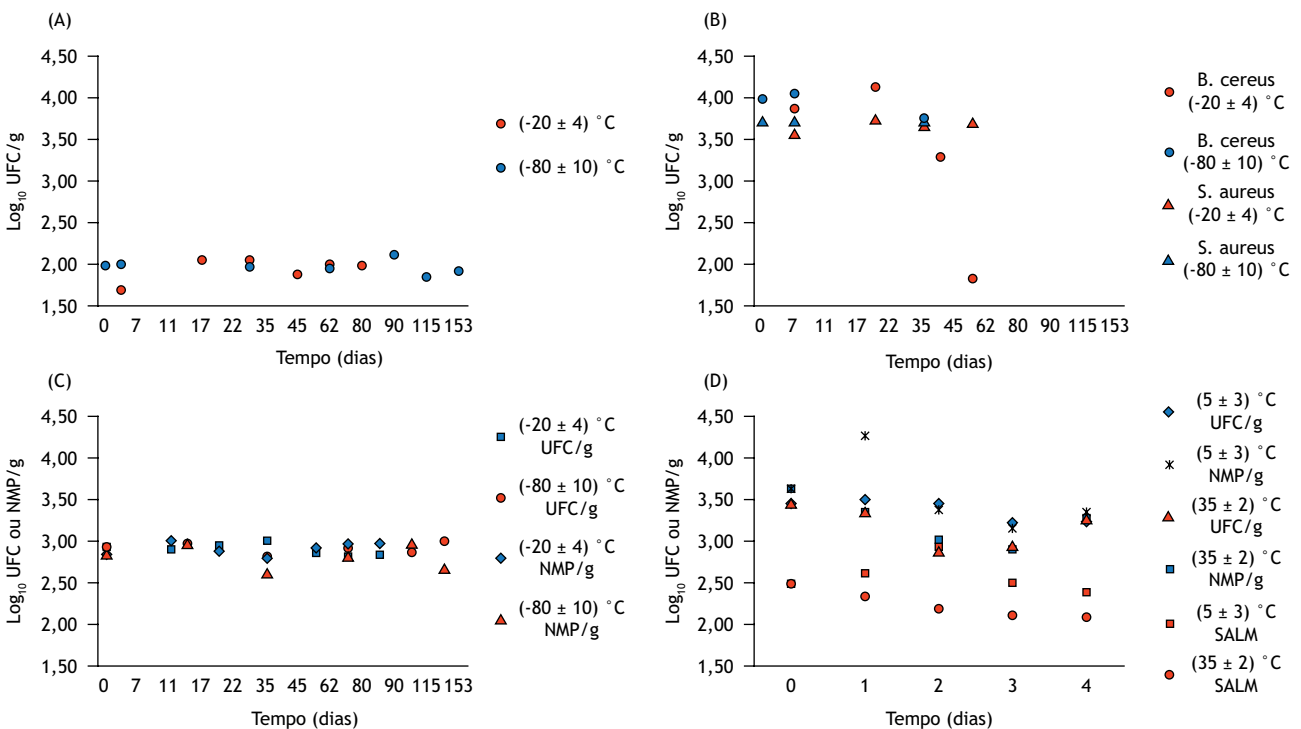 (A)
4,50
4,00
3,50
3,00
2,50
2,00
1,50
Log₁₀ UFC/g
0 7 11 17 22 35 45 62 80 90 115 153
Tempo (dias)
(-20 ± 4) °C
(-80 ± 10) °C
(B)
4,50
4,00
3,50
3,00
2,50
2,00
1,50
Log₁₀ UFC/g
0 7 11 17 22 35 45 62 80 90 115 153
Tempo (dias)
B. cereus
(-20 ± 4) °C
B. cereus
(-80 ± 10) °C
S. aureus
(-20 ± 4) °C
S. aureus
(-80 ± 10) °C
(C)
4,50
4,00
3,50
3,00
2,50
2,00
1,50
Log₁₀ UFC ou NMP/g
0 7 11 17 22 35 45 62 80 90 115 153
Tempo (dias)
(-20 ± 4) °C
UFC/g
(-80 ± 10) °C
UFC/g
(-20 ± 4) °C
NMP/g
(-80 ± 10) °C
NMP/g
(D)
4,50
4,00
3,50
3,00
2,50
2,00
1,50
Log₁₀ UFC ou NMP/g
0 1 2 3 4
Tempo (dias)
(5 ± 3) °C
UFC/g
(5 ± 3) °C
NMP/g
(35 ± 2) °C
UFC/g
(35 ± 2) °C
NMP/g
(5 ± 3) °C
SALM
(35 ± 2) °C
SALM